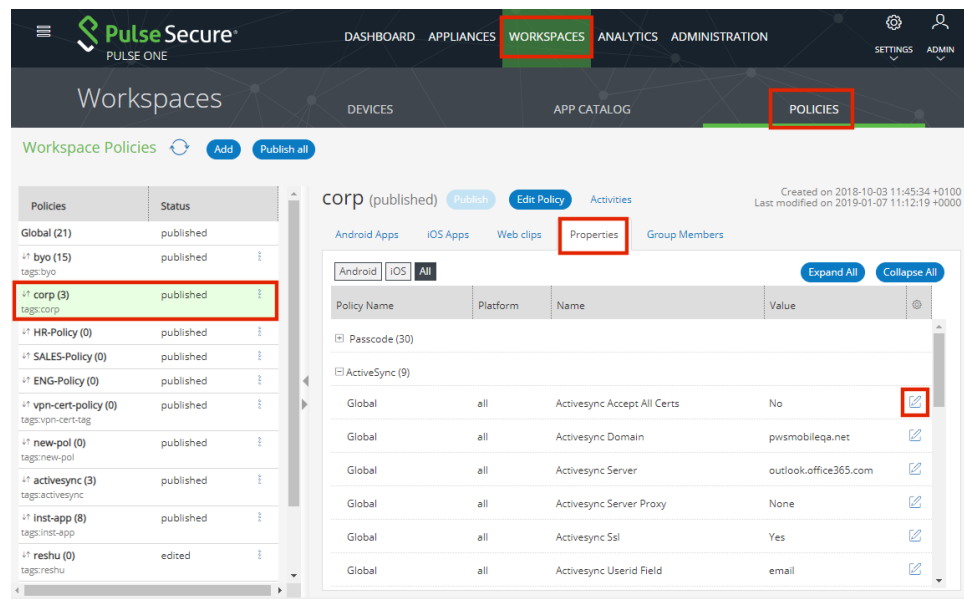 Pulse Secure®
PULSE ONE
DASHBOARD APPLIANCES WORKSPACES ANALYTICS ADMINISTRATION
SETTINGS ADMIN
Workspaces
DEVICES APP CATALOG POLICIES
Workspace Policies Add Publish all
Policies Status
Global (21) published
byo (15) published
tags:byo
corp (3) published
tags:corp
HR-Policy (0) published
SALES-Policy (0) published
ENG-Policy (0) published
vpn-cert-policy (0) published
tags:vpn-cert-tag
new-pol (0) published
tags:new-pol
activesync (3) published
tags:activesync
inst-app (8) published
tags:inst-app
reshu (0) edited
tags:reshu
corp (published) Publish Edit Policy Activities
Created on 2018-10-03 11:45:34 +0100
Last modified on 2019-01-07 11:12:19 +0000
Android Apps iOS Apps Web clips Properties Group Members
Android iOS All Expand All Collapse All
Policy Name Platform Name Value
Passcode (30)
ActiveSync (9)
Global all Activesync Accept All Certs No
Global all Activesync Domain pwsmobileqa.net
Global all Activesync Server outlook.office365.com
Global all Activesync Server Proxy None
Global all Activesync Ssl Yes
Global all Activesync Userid Field email